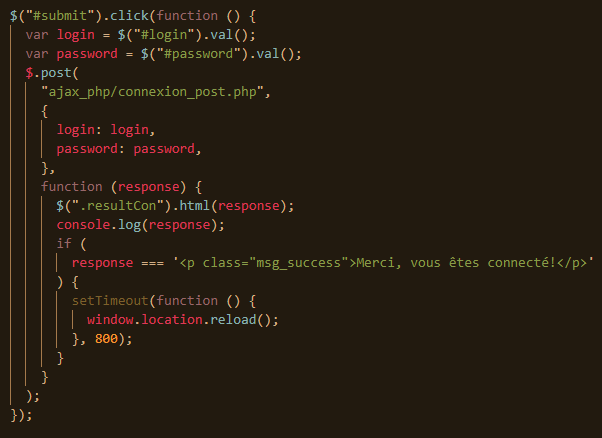 $("#submit").click(function () {
  var login = $("#login").val();
  var password = $("#password").val();
  $.post(
    "ajax_php/connexion_post.php",
    {
      login: login,
      password: password,
    },
    function (response) {
      $(".resultCon").html(response);
      console.log(response);
      if (
        response === '<p class="msg_success">Merci, vous êtes connecté!</p>'
      ) {
        setTimeout(function () {
          window.location.reload();
        }, 800);
      }
    }
  );
});